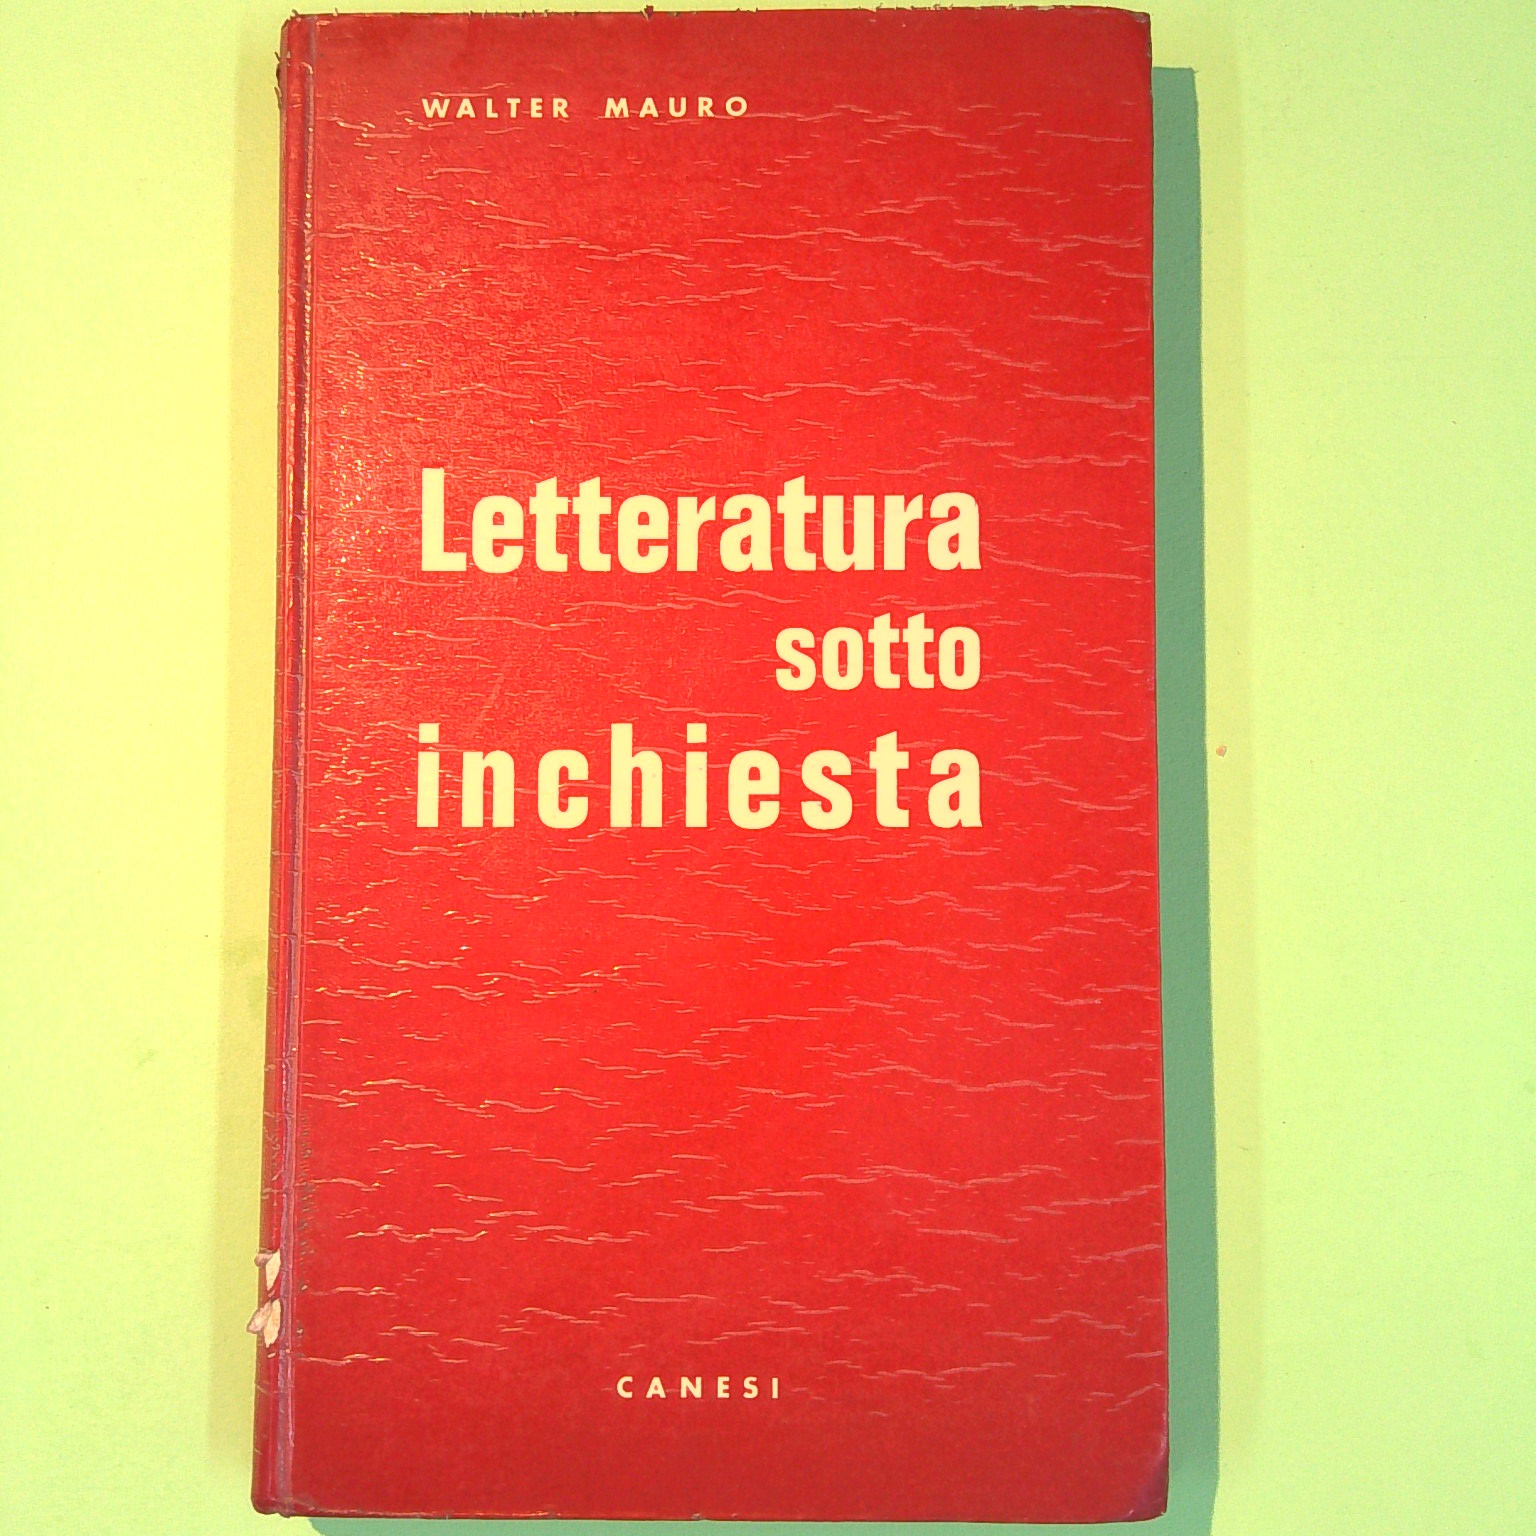 WALTER MAURO
Letteratura
sotto
inchiesta
CANESI